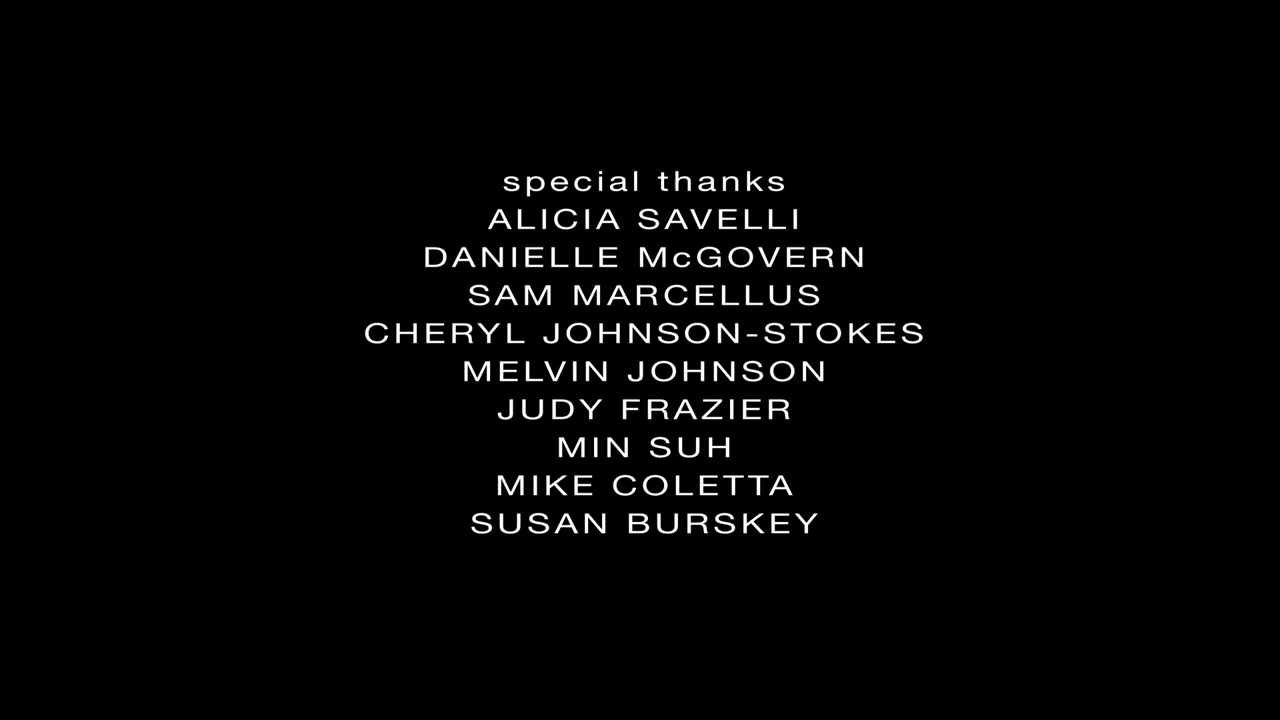 special thanks
ALICIA SAVELLI
DANIELLE McGOVERN
SAM MARCELLUS
CHERYL JOHNSON-STOKES
MELVIN JOHNSON
JUDY FRAZIER
MIN SUH
MIKE COLETTA
SUSAN BURSKEY